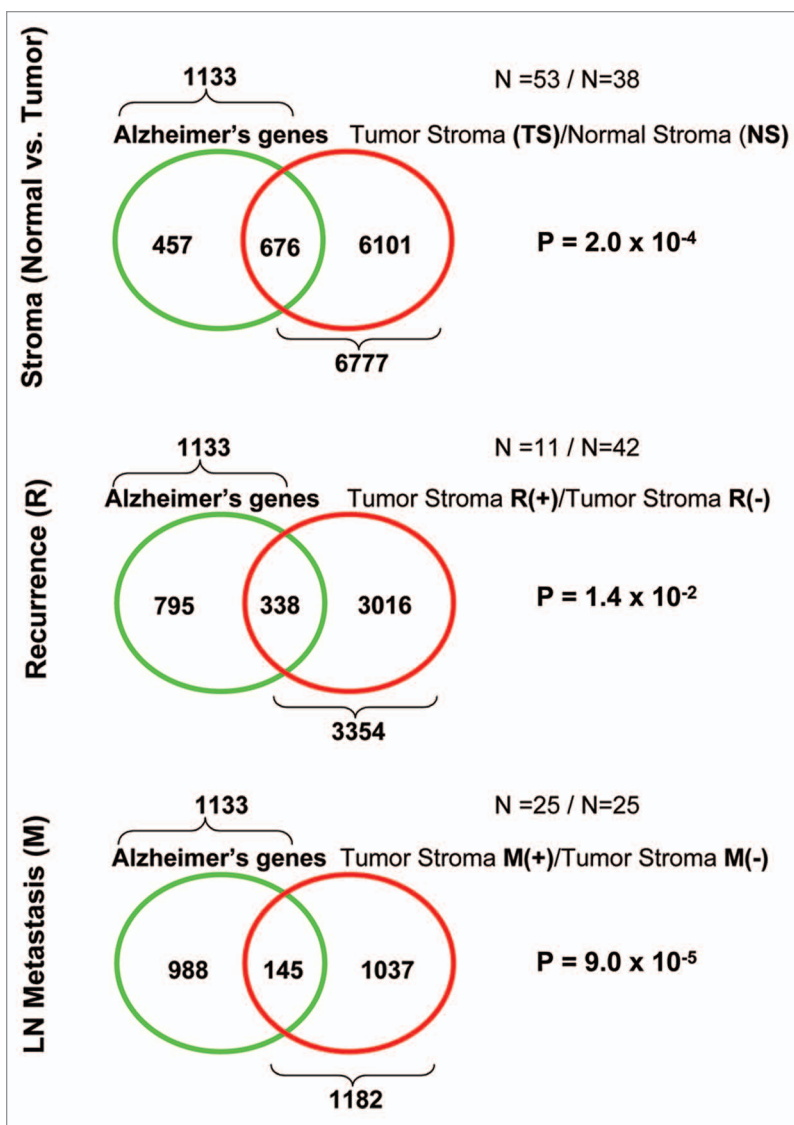 Stroma (Normal vs. Tumor)
1133
N =53 / N=38
Alzheimer's genes
Tumor Stroma (TS)/Normal Stroma (NS)
457
676
6101
P = 2.0 x 10-4
6777
Recurrence (R)
1133
N =11 / N=42
Alzheimer's genes
Tumor Stroma R(+)/Tumor Stroma R(-)
795
338
3016
P = 1.4 x 10-2
3354
LN Metastasis (M)
1133
N =25 / N=25
Alzheimer's genes
Tumor Stroma M(+)/Tumor Stroma M(-)
988
145
1037
P = 9.0 x 10-5
1182